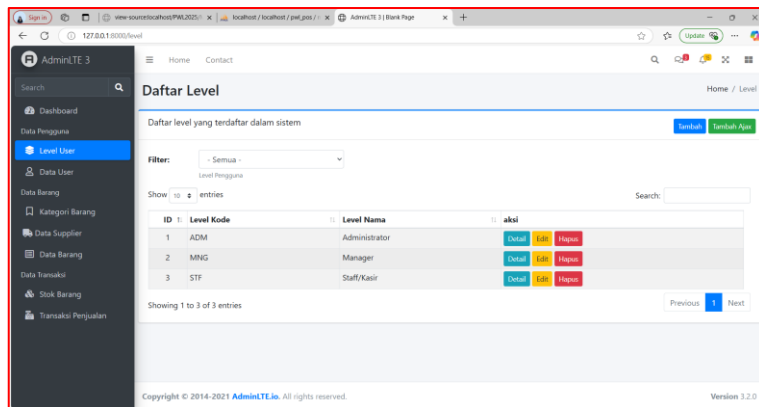 Sign in
view-source:localhost/PWL2025/
localhost / localhost / pwl_pos /
AdminLTE 3 | Blank Page
127.0.0.1:8000/level
Update
AdminLTE 3
Home Contact
Search
Daftar Level
Home / Level
Dashboard
Data Pengguna
Level User
Data User
Data Barang
Kategori Barang
Data Supplier
Data Barang
Data Transaksi
Stok Barang
Transaksi Penjualan
Daftar level yang terdaftar dalam sistem
Tambah Tambah Ajax
Filter: - Semua -
Level Pengguna
Show 10 entries
Search:
ID Level Kode Level Nama aksi
1 ADM Administrator Detail Edit Hapus
2 MNG Manager Detail Edit Hapus
3 STF Staff/Kasir Detail Edit Hapus
Showing 1 to 3 of 3 entries
Previous 1 Next
Copyright © 2014-2021 AdminLTE.io. All rights reserved.
Version 3.2.0